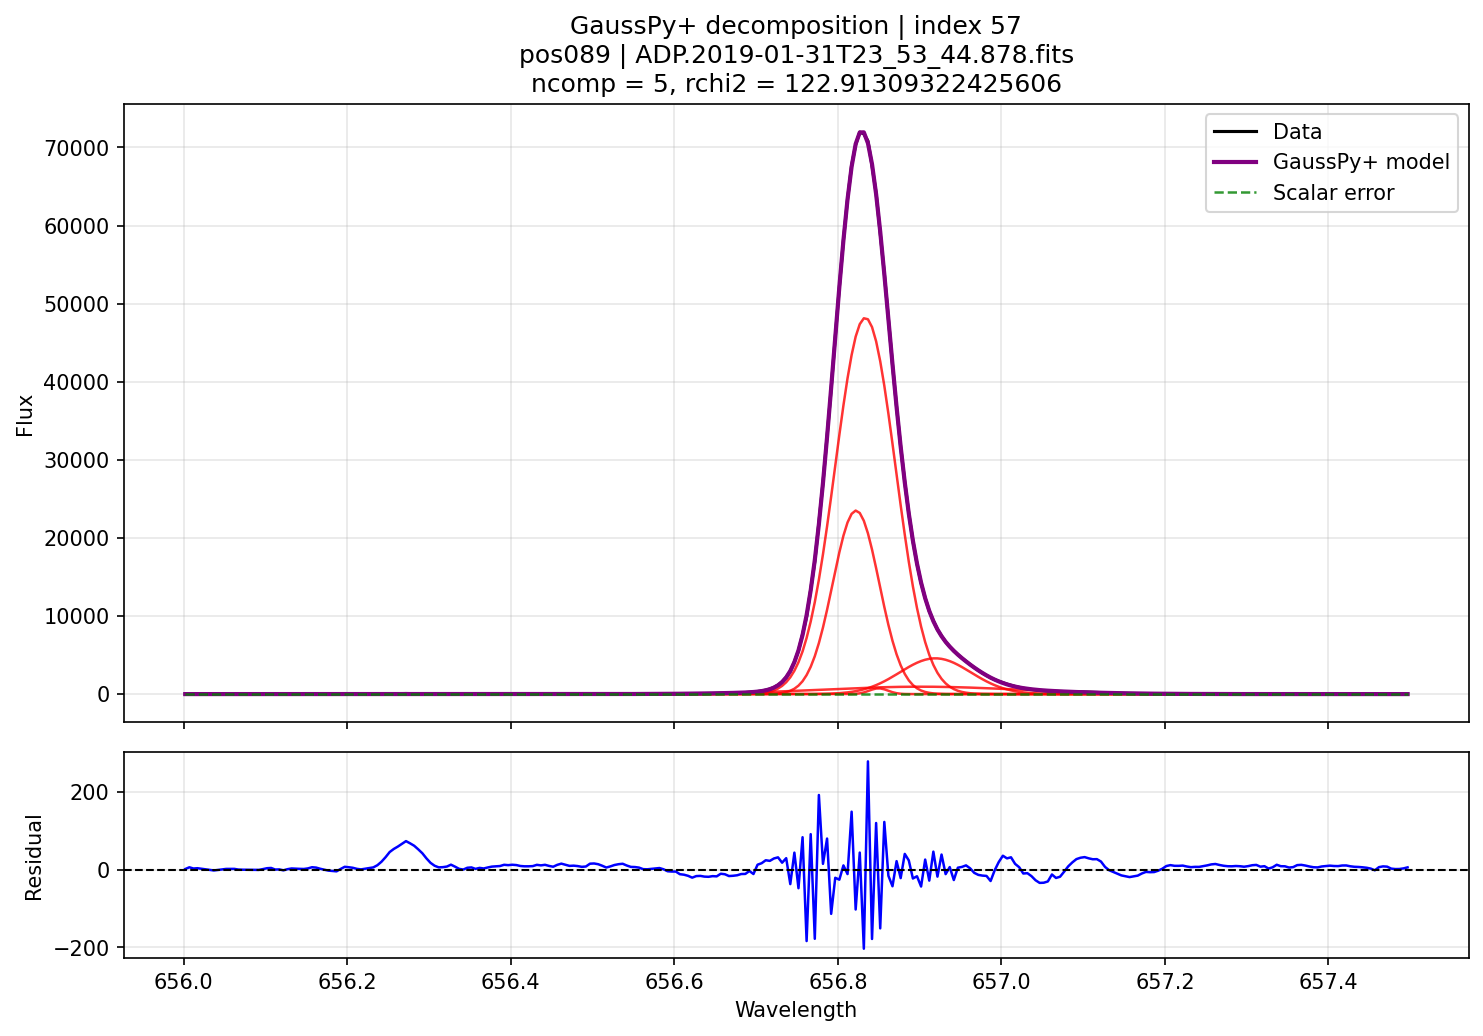 GaussPy+ decomposition | index 57
pos089 | ADP.2019-01-31T23_53_44.878.fits
ncomp = 5, rchi2 = 122.91309322425606
Data
GaussPy+ model
Scalar error
Flux
70000
60000
50000
40000
30000
20000
10000
0
Residual
200
0
−200
656.0 656.2 656.4 656.6 656.8 657.0 657.2 657.4
Wavelength